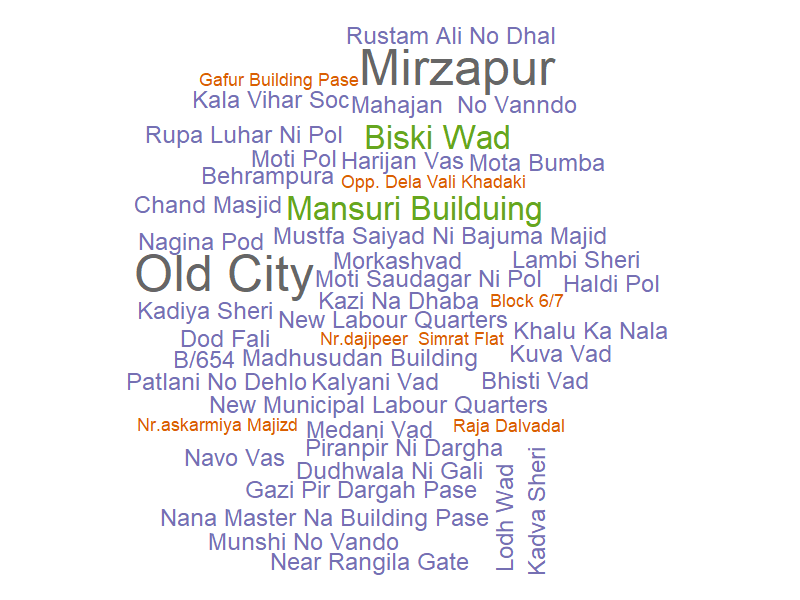 Rustam Ali No Dhal
Mirzapur
Gafur Building Pase
Kala Vihar Soc
Mahajan No Vanndo
Rupa Luhar Ni Pol
Biski Wad
Moti Pol
Harijan Vas
Mota Bumba
Behrampura
Opp. Dela Vali Khadaki
Chand Masjid
Mansuri Builduing
Nagina Pod
Mustfa Saiyad Ni Bajuma Majid
Old City
Morkashvad
Lambi Sheri
Moti Saudagar Ni Pol
Haldi Pol
Kadiya Sheri
Kazi Na Dhaba
Block 6/7
New Labour Quarters
Dod Fali
Nr.dajipeer Simrat Flat
Khalu Ka Nala
B/654
Madhusudan Building
Kuva Vad
Patlani No Dehlo
Kalyani Vad
Bhisti Vad
New Municipal Labour Quarters
Nr.askarmiya Majizd
Medani Vad
Raja Dalvadal
Navo Vas
Piranpir Ni Dargha
Dudhwala Ni Gali
Gazi Pir Dargah Pase
Lodh Wad
Kadva Sheri
Nana Master Na Building Pase
Munshi No Vando
Near Rangila Gate